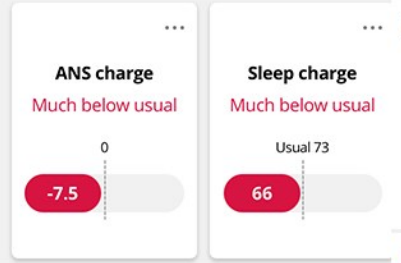 ANS charge
Much below usual
0
-7.5
Sleep charge
Much below usual
Usual 73
66